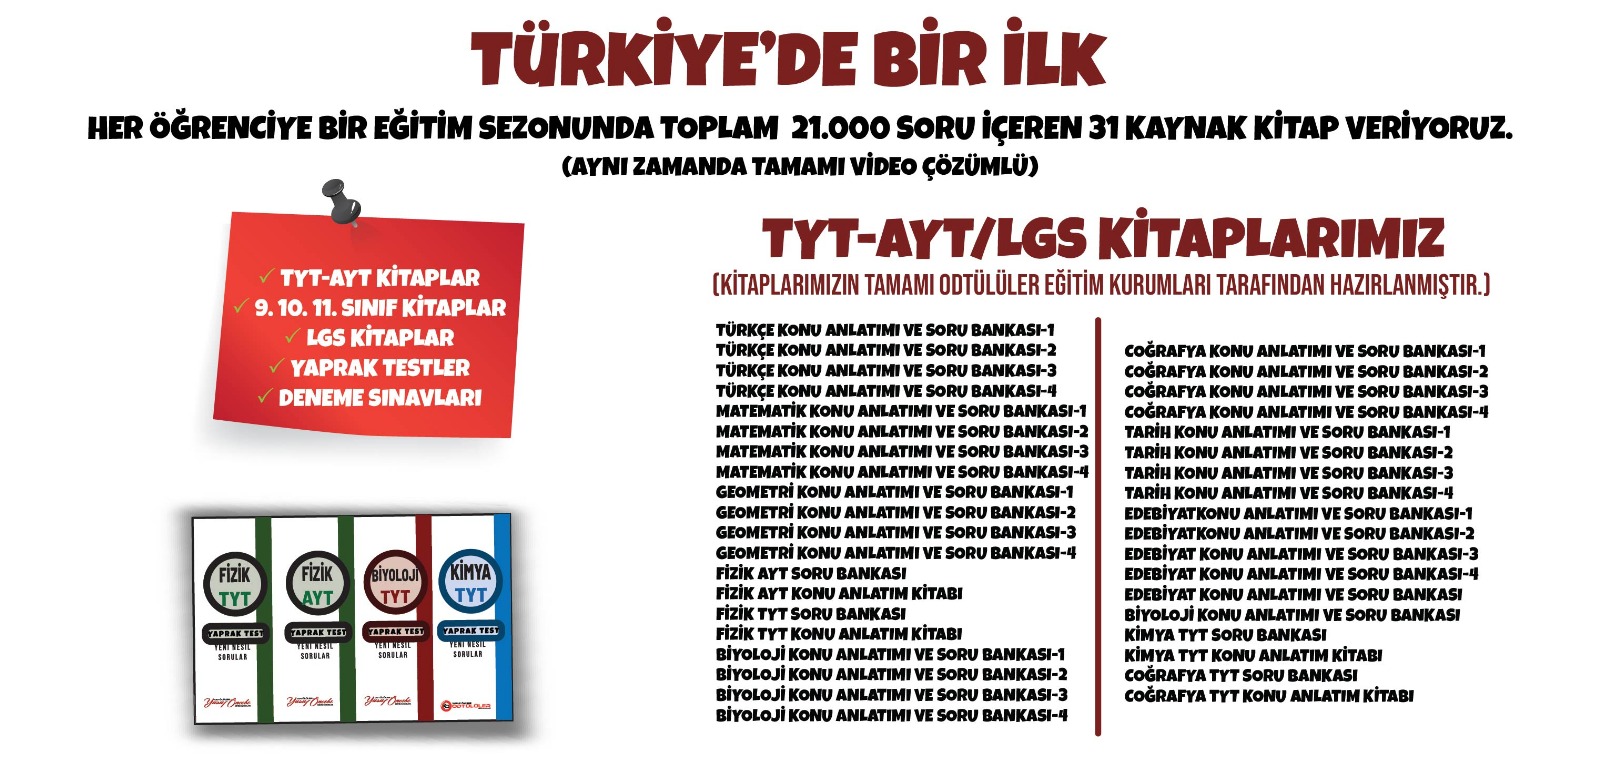 TÜRKİYE'DE BİR İLK
HER ÖĞRENCİYE BİR EĞİTİM SEZONUNDA TOPLAM 21.000 SORU İÇEREN 31 KAYNAK KİTAP VERİYORUZ.
(AYNI ZAMANDA TAMAMI VİDEO ÇÖZÜMLÜ)
✓ TYT-AYT KİTAPLAR
✓ 9. 10. 11. SINIF KİTAPLAR
✓ LGS KİTAPLAR
✓ YAPRAK TESTLER
✓ DENEME SINAVLARI
FİZİK
TYT
YAPRAK TEST
YENİ NESİL
SORULAR
FİZİK
AYT
YAPRAK TEST
YENİ NESİL
SORULAR
BİYOLOJİ
TYT
YAPRAK TEST
YENİ NESİL
SORULAR
KİMYA
TYT
YAPRAK TEST
YENİ NESİL
SORULAR
ODTÜLÜLER
TYT-AYT/LGS KİTAPLARIMIZ
(KİTAPLARIMIZIN TAMAMI ODTÜLÜLER EĞİTİM KURUMLARI TARAFINDAN HAZIRLANMIŞTIR.)
TÜRKÇE KONU ANLATIMI VE SORU BANKASI-1
TÜRKÇE KONU ANLATIMI VE SORU BANKASI-2
TÜRKÇE KONU ANLATIMI VE SORU BANKASI-3
TÜRKÇE KONU ANLATIMI VE SORU BANKASI-4
MATEMATİK KONU ANLATIMI VE SORU BANKASI-1
MATEMATİK KONU ANLATIMI VE SORU BANKASI-2
MATEMATİK KONU ANLATIMI VE SORU BANKASI-3
MATEMATİK KONU ANLATIMI VE SORU BANKASI-4
GEOMETRİ KONU ANLATIMI VE SORU BANKASI-1
GEOMETRİ KONU ANLATIMI VE SORU BANKASI-2
GEOMETRİ KONU ANLATIMI VE SORU BANKASI-3
GEOMETRİ KONU ANLATIMI VE SORU BANKASI-4
FİZİK AYT SORU BANKASI
FİZİK AYT KONU ANLATIM KİTABI
FİZİK TYT SORU BANKASI
FİZİK TYT KONU ANLATIM KİTABI
BİYOLOJİ KONU ANLATIMI VE SORU BANKASI-1
BİYOLOJİ KONU ANLATIMI VE SORU BANKASI-2
BİYOLOJİ KONU ANLATIMI VE SORU BANKASI-3
BİYOLOJİ KONU ANLATIMI VE SORU BANKASI-4
COĞRAFYA KONU ANLATIMI VE SORU BANKASI-1
COĞRAFYA KONU ANLATIMI VE SORU BANKASI-2
COĞRAFYA KONU ANLATIMI VE SORU BANKASI-3
COĞRAFYA KONU ANLATIMI VE SORU BANKASI-4
TARİH KONU ANLATIMI VE SORU BANKASI-1
TARİH KONU ANLATIMI VE SORU BANKASI-2
TARİH KONU ANLATIMI VE SORU BANKASI-3
TARİH KONU ANLATIMI VE SORU BANKASI-4
EDEBİYATKONU ANLATIMI VE SORU BANKASI-1
EDEBİYATKONU ANLATIMI VE SORU BANKASI-2
EDEBİYAT KONU ANLATIMI VE SORU BANKASI-3
EDEBİYAT KONU ANLATIMI VE SORU BANKASI-4
EDEBİYAT KONU ANLATIMI VE SORU BANKASI
BİYOLOJİ KONU ANLATIMI VE SORU BANKASI
KİMYA TYT SORU BANKASI
KİMYA TYT KONU ANLATIM KİTABI
COĞRAFYA TYT SORU BANKASI
COĞRAFYA TYT KONU ANLATIM KİTABI